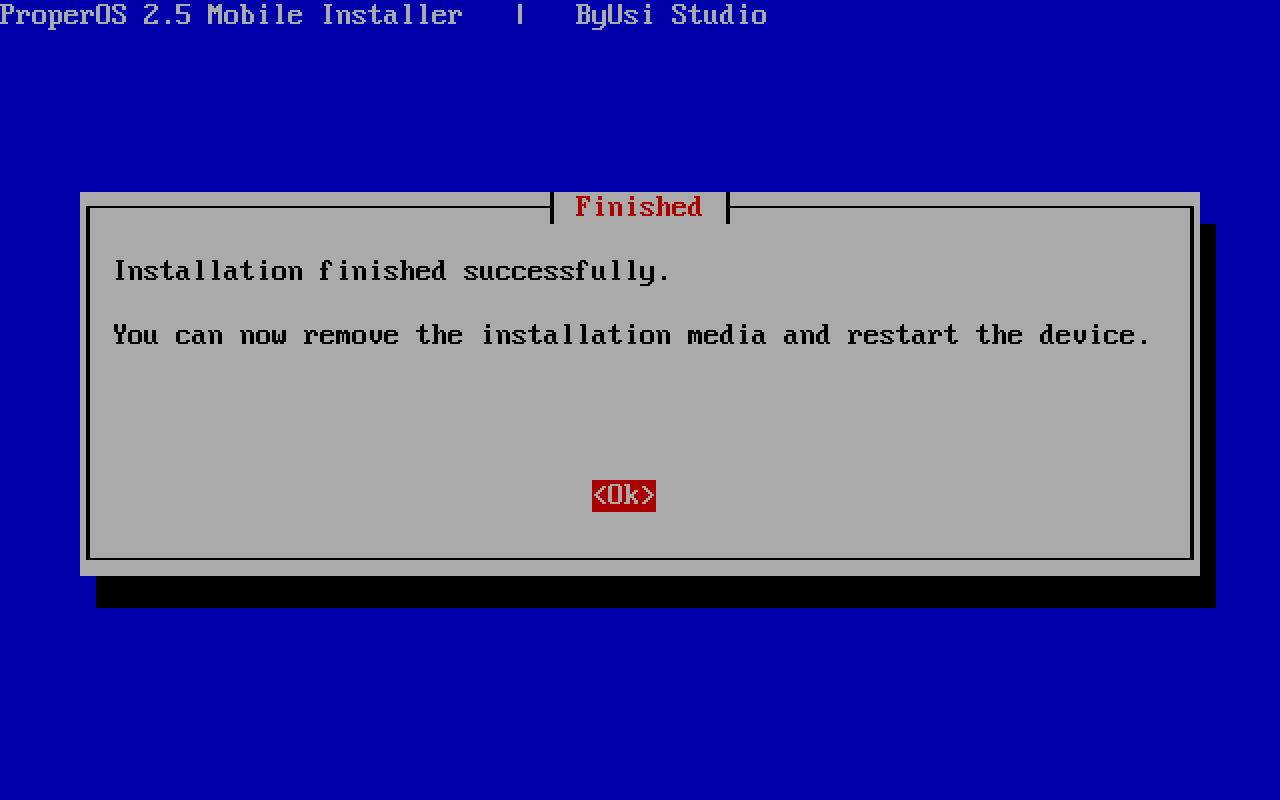 ProperOS 2.5 Mobile Installer | ByUsi Studio
Finished
Installation finished successfully.
You can now remove the installation media and restart the device.
<Ok>